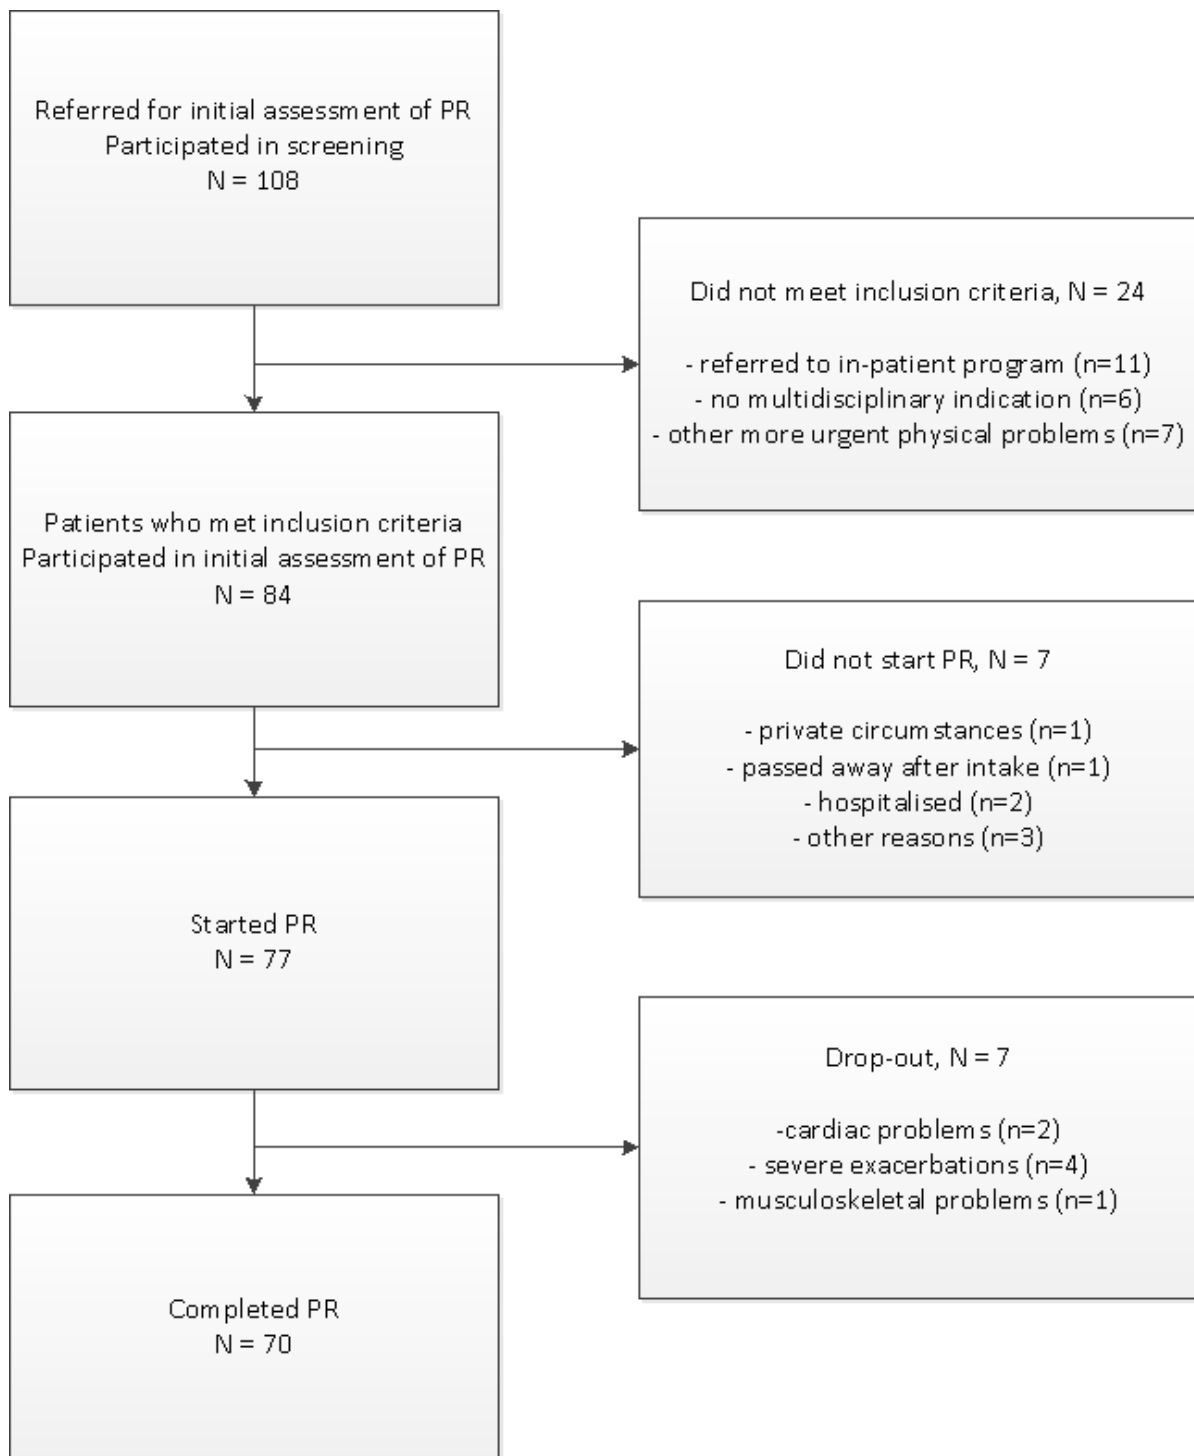 Referred for initial assessment of PR
Participated in screening
N = 108
Did not meet inclusion criteria, N = 24
- referred to in-patient program (n=11)
- no multidisciplinary indication (n=6)
- other more urgent physical problems (n=7)
Patients who met inclusion criteria
Participated in initial assessment of PR
N = 84
Did not start PR, N = 7
- private circumstances (n=1)
- passed away after intake (n=1)
- hospitalised (n=2)
- other reasons (n=3)
Started PR
N = 77
Drop-out, N = 7
-cardiac problems (n=2)
- severe exacerbations (n=4)
- musculoskeletal problems (n=1)
Completed PR
N = 70